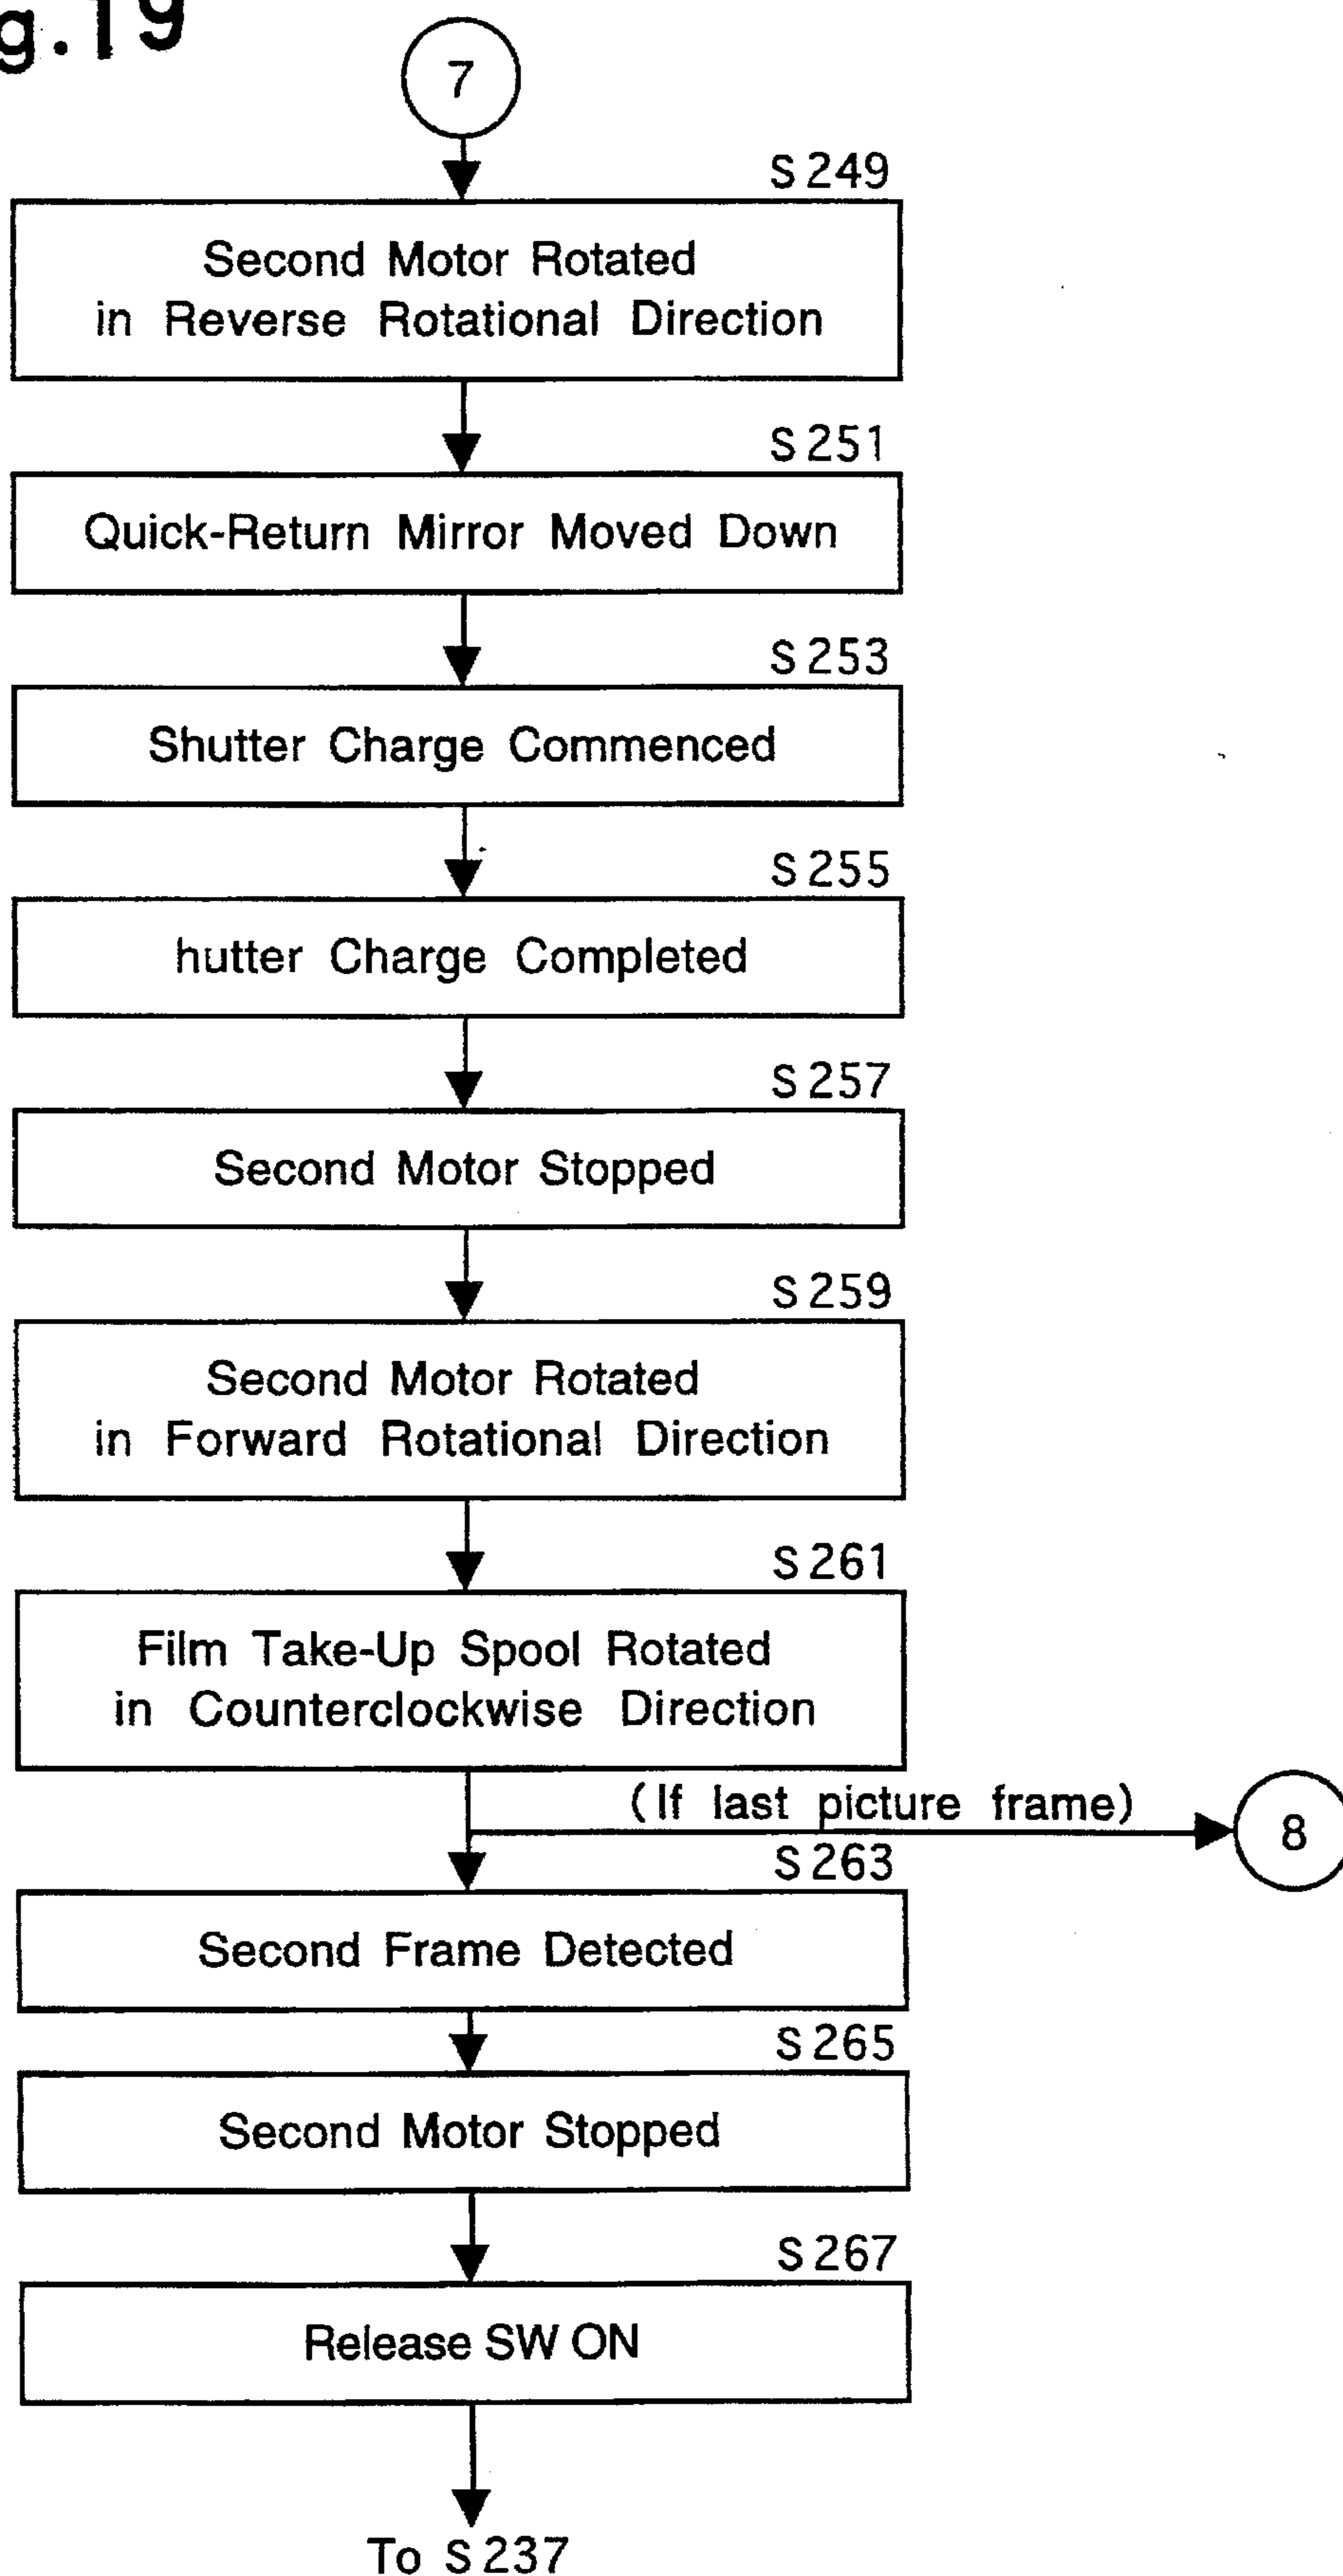 g.19
7
S249
Second Motor Rotated
in Reverse Rotational Direction
S251
Quick-Return Mirror Moved Down
S253
Shutter Charge Commenced
S255
hutter Charge Completed
S257
Second Motor Stopped
S259
Second Motor Rotated
in Forward Rotational Direction
S261
Film Take-Up Spool Rotated
in Counterclockwise Direction
(If last picture frame)
8
S263
Second Frame Detected
S265
Second Motor Stopped
S267
Release SW ON
To S237